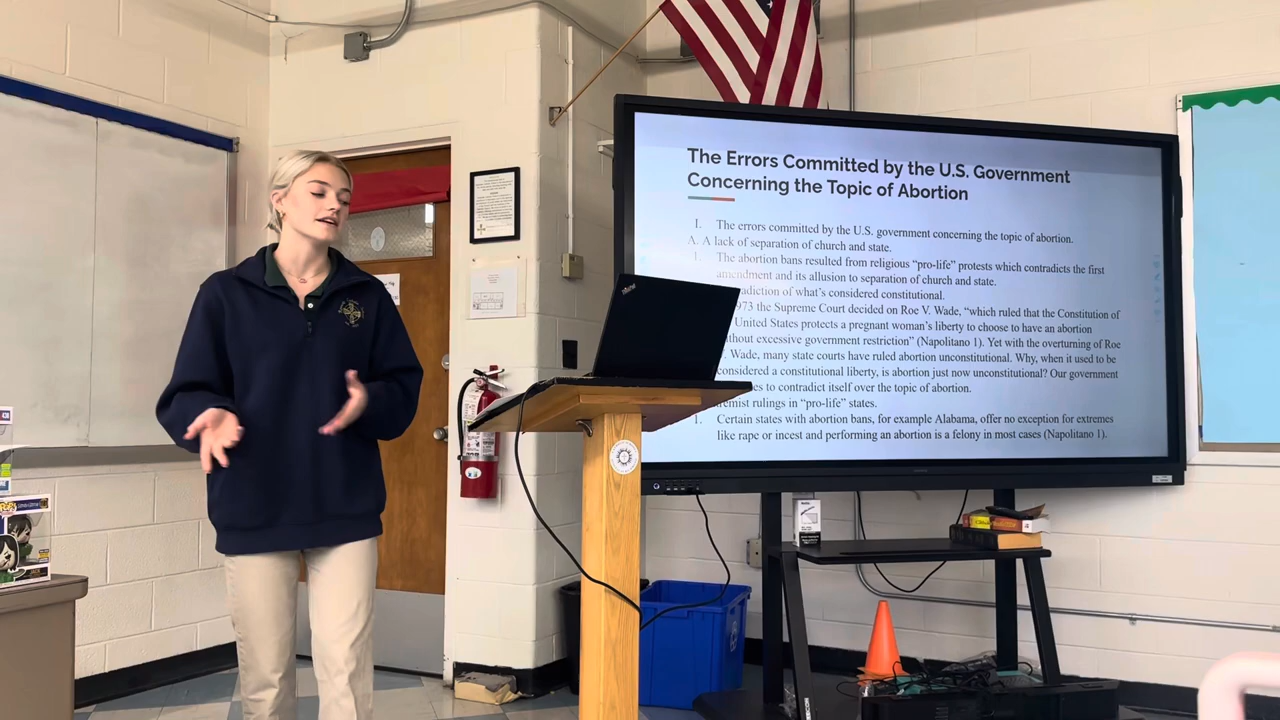 The Errors Committed by the U.S. Government
Concerning the Topic of Abortion
I. The errors committed by the U.S. government concerning the topic of abortion.
A. A lack of separation of church and state.
1. The abortion bans resulted from religious “pro-life” protests which contradicts the first
amendment and its allusion to separation of church and state.
adiction of what’s considered constitutional.
973 the Supreme Court decided on Roe V. Wade, “which ruled that the Constitution of
United States protects a pregnant woman’s liberty to choose to have an abortion
thout excessive government restriction” (Napolitano 1). Yet with the overturning of Roe
. Wade, many state courts have ruled abortion unconstitutional. Why, when it used to be
considered a constitutional liberty, is abortion just now unconstitutional? Our government
es to contradict itself over the topic of abortion.
emist rulings in “pro-life” states.
1. Certain states with abortion bans, for example Alabama, offer no exception for extremes
like rape or incest and performing an abortion is a felony in most cases (Napolitano 1).
ThinkPad
POP!